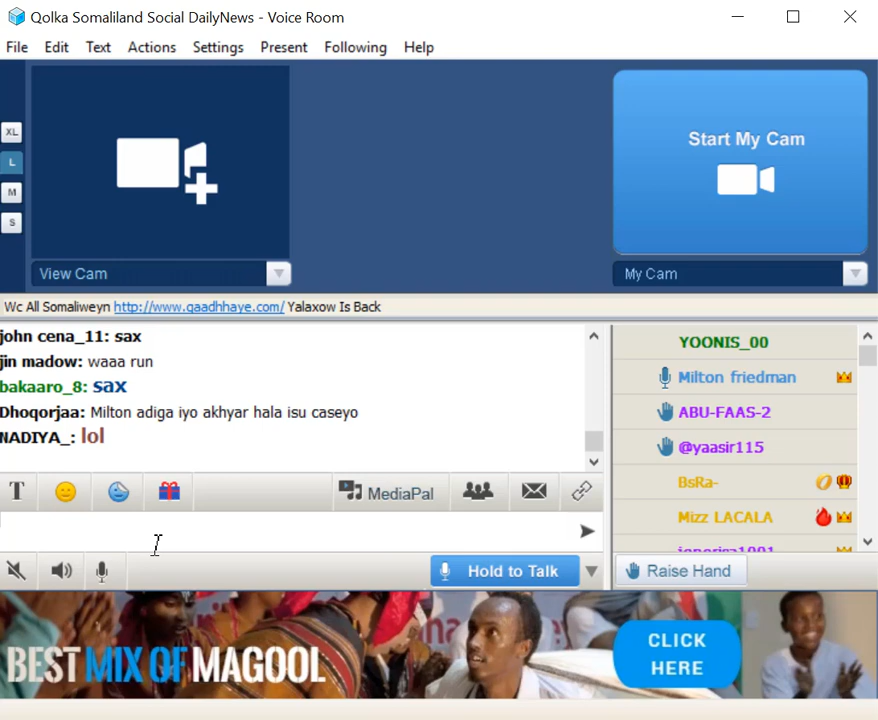 Qolka Somaliland Social DailyNews - Voice Room
File Edit Text Actions Settings Present Following Help
XL
L
M
S
Start My Cam
View Cam
My Cam
Wc All Somaliweyn http://www.qaadhhaye.com/ Yalaxow Is Back
john cena_11: sax
jin madow: waaa run
bakaaro_8: sax
Dhoqorjaa: Milton adiga iyo akhyar hala isu caseyo
NADIYA_: lol
YOONIS_00
Milton friedman
ABU-FAAS-2
@yaasir115
BsRa-
Mizz LACALA
T
MediaPal
Hold to Talk
Raise Hand
BEST MIX OF MAGOOL
CLICK
HERE